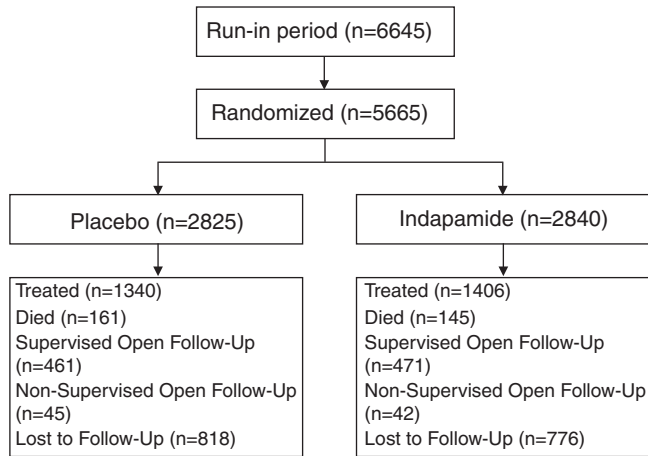 Run-in period (n=6645)
Randomized (n=5665)
Placebo (n=2825)
Indapamide (n=2840)
Treated (n=1340)
Died (n=161)
Supervised Open Follow-Up
(n=461)
Non-Supervised Open Follow-Up
(n=45)
Lost to Follow-Up (n=818)
Treated (n=1406)
Died (n=145)
Supervised Open Follow-Up
(n=471)
Non-Supervised Open Follow-Up
(n=42)
Lost to Follow-Up (n=776)